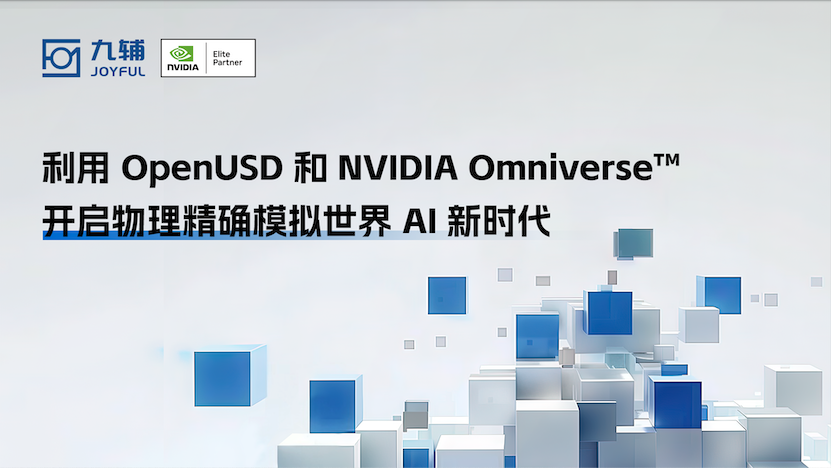 九辅
JOYFUL
NVIDIA
Elite
Partner
利用 OpenUSD 和 NVIDIA Omniverse™
开启物理精确模拟世界 AI 新时代